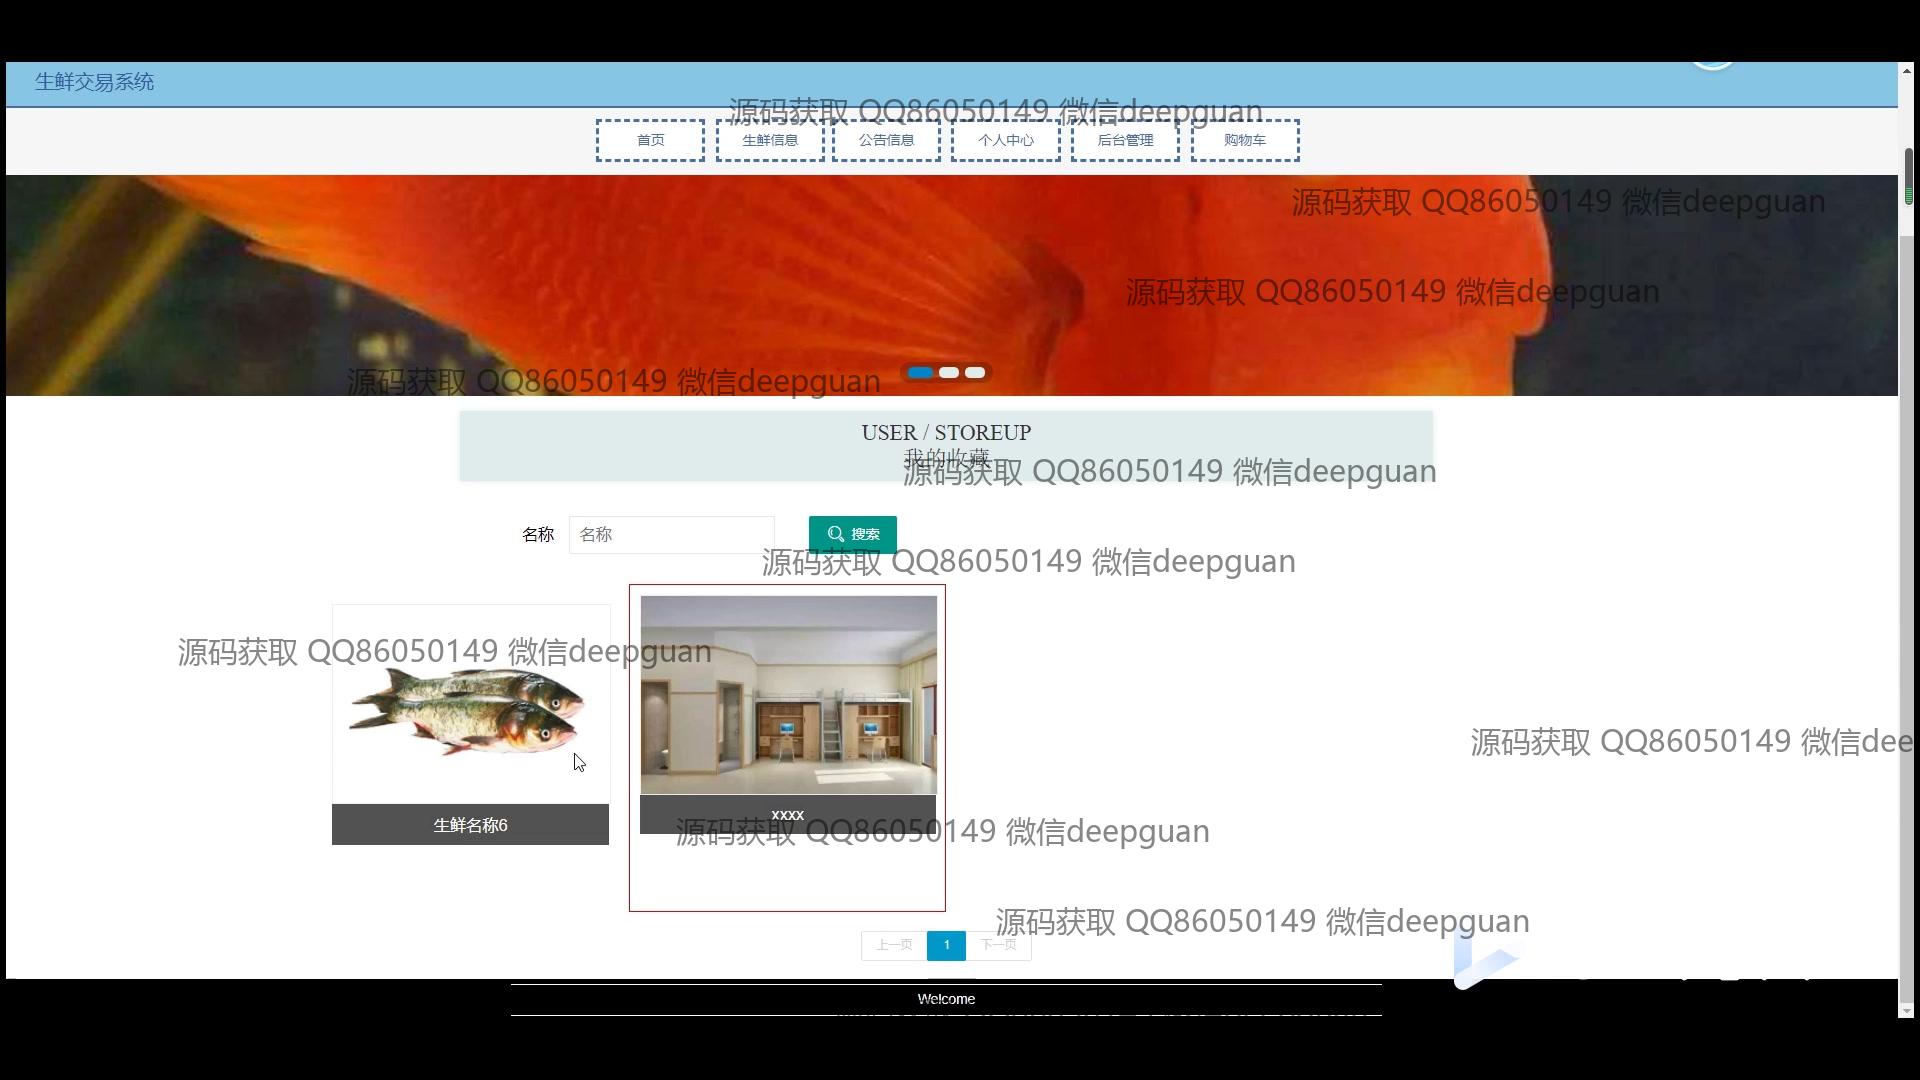 生鲜交易系统
源码获取 QQ86050149 微信deepguan
首页
生鲜信息
公告信息
个人中心
后台管理
购物车
源码获取 QQ86050149 微信deepguan
源码获取 QQ86050149 微信deepguan
源码获取 QQ86050149 微信deepguan
USER / STOREUP
我的收藏
源码获取 QQ86050149 微信deepguan
名称
名称
搜索
源码获取 QQ86050149 微信deepguan
源码获取 QQ86050149 微信deepguan
源码获取 QQ86050149 微信dee
xxxx
生鲜名称6
源码获取 QQ86050149 微信deepguan
源码获取 QQ86050149 微信deepguan
上一页
1
下一页
Welcome